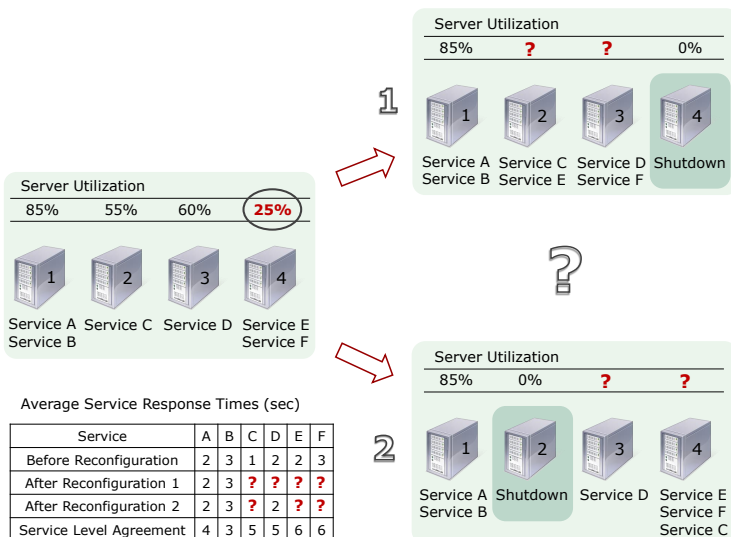 Server Utilization
85% ? ? 0%
1
1 2 3 4
Service A Service C Service D Shutdown
Service B Service E Service F
Server Utilization
85% 55% 60% 25%
1 2 3 4
Service A Service C Service D Service E
Service B Service F
?
Server Utilization
85% 0% ? ?
2
1 2 3 4
Service A Shutdown Service D Service E
Service B Service F
Service C
Average Service Response Times (sec)
Service A B C D E F
Before Reconfiguration 2 3 1 2 2 3
After Reconfiguration 1 2 3 ? ? ? ?
After Reconfiguration 2 2 3 ? 2 ? ?
Service Level Agreement 4 3 5 5 6 6